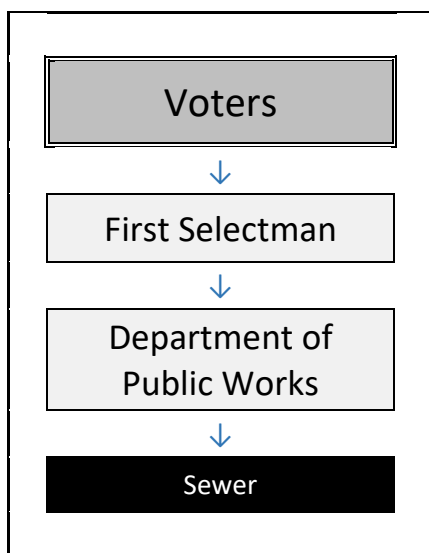 Voters
↓
First Selectman
↓
Department of
Public Works
↓
Sewer